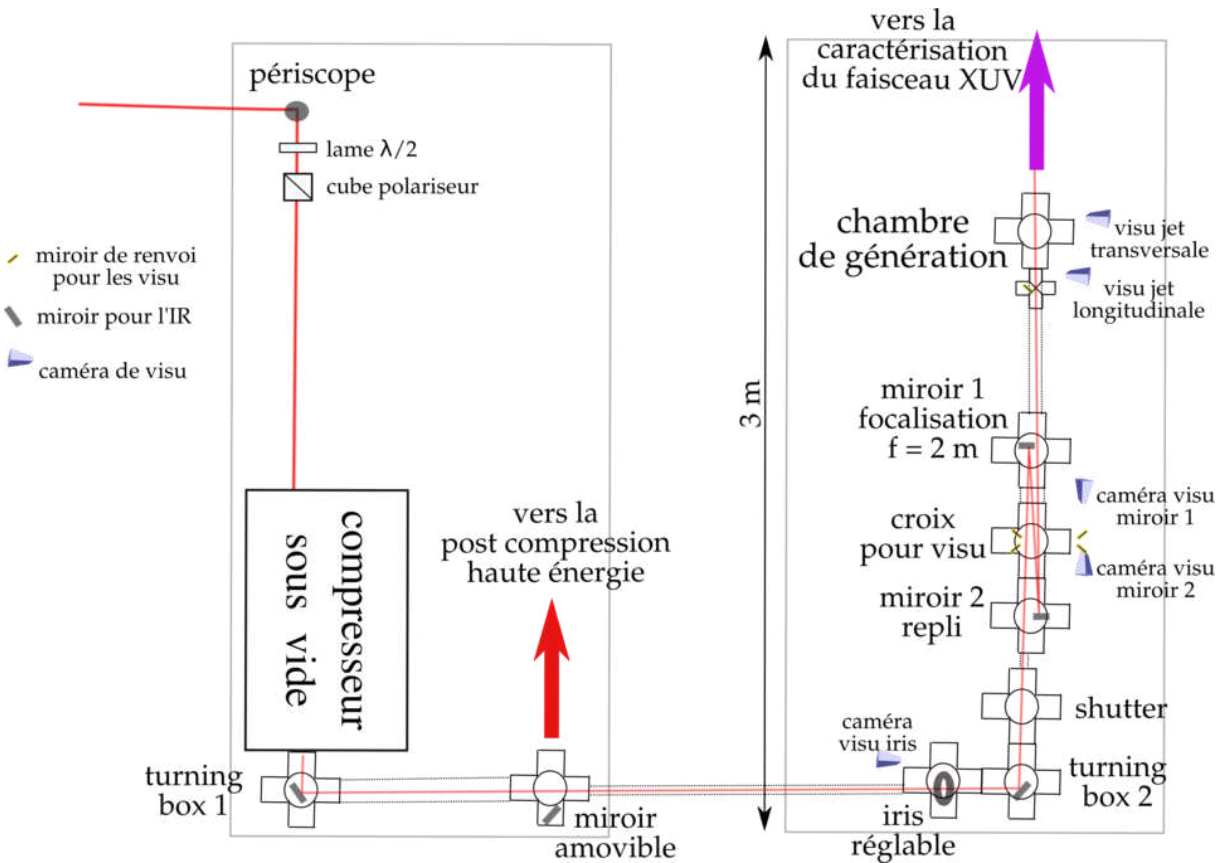 périscope
lame λ/2
cube polariseur
miroir de renvoi
pour les visu
miroir pour l'IR
caméra de visu
compresseur
sous vide
vers la
post compression
haute énergie
turning
box 1
miroir
amovible
3 m
vers la
caractérisation
du faisceau XUV
chambre
de génération
visu jet
transversale
visu jet
longitudinale
miroir 1
focalisation
f = 2 m
caméra visu
miroir 1
croix
pour visu
caméra visu
miroir 2
miroir 2
repli
shutter
caméra
visu iris
turning
box 2
iris
réglable